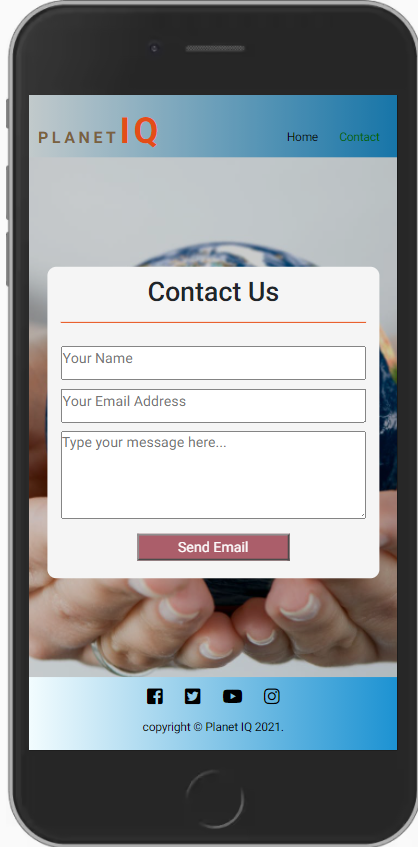 PLANET IQ
Home Contact
Contact Us
Your Name
Your Email Address
Type your message here...
Send Email
copyright © Planet IQ 2021.